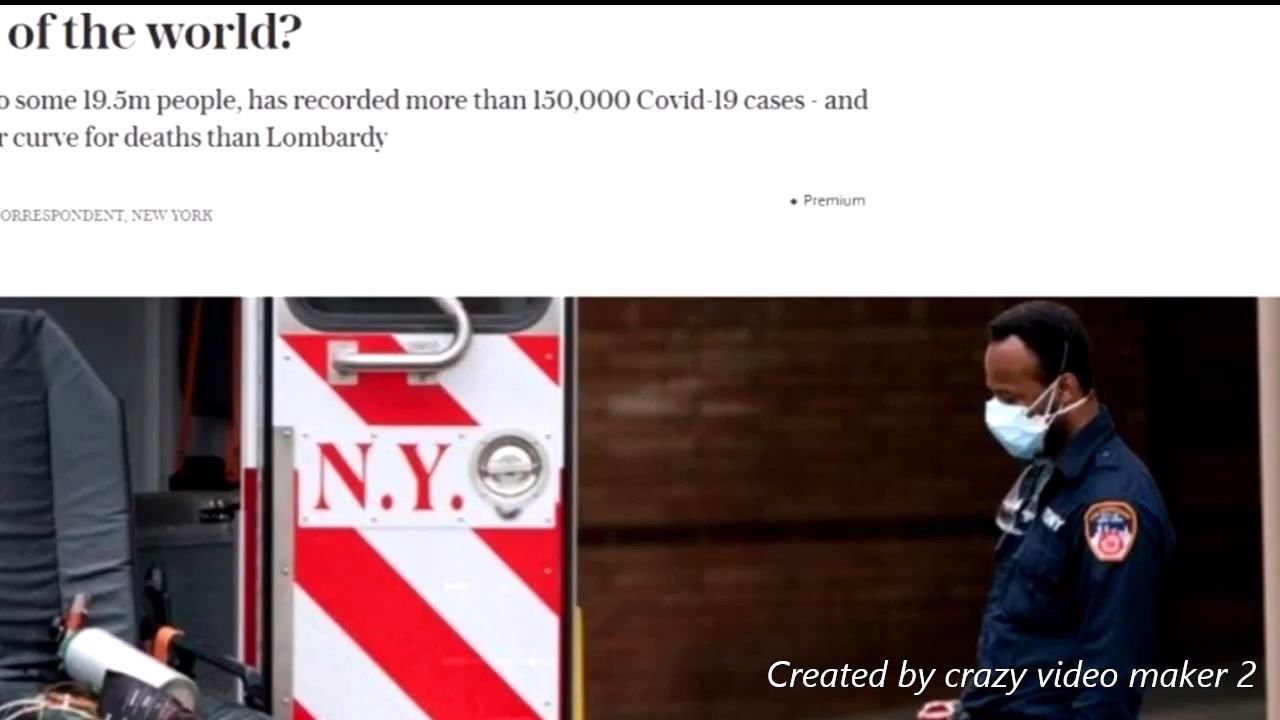 of the world?
o some 19.5m people, has recorded more than 150,000 Covid-19 cases - and
r curve for deaths than Lombardy
Premium
ORRESPONDENT, NEW YORK
N.Y.
Created by crazy video maker 2